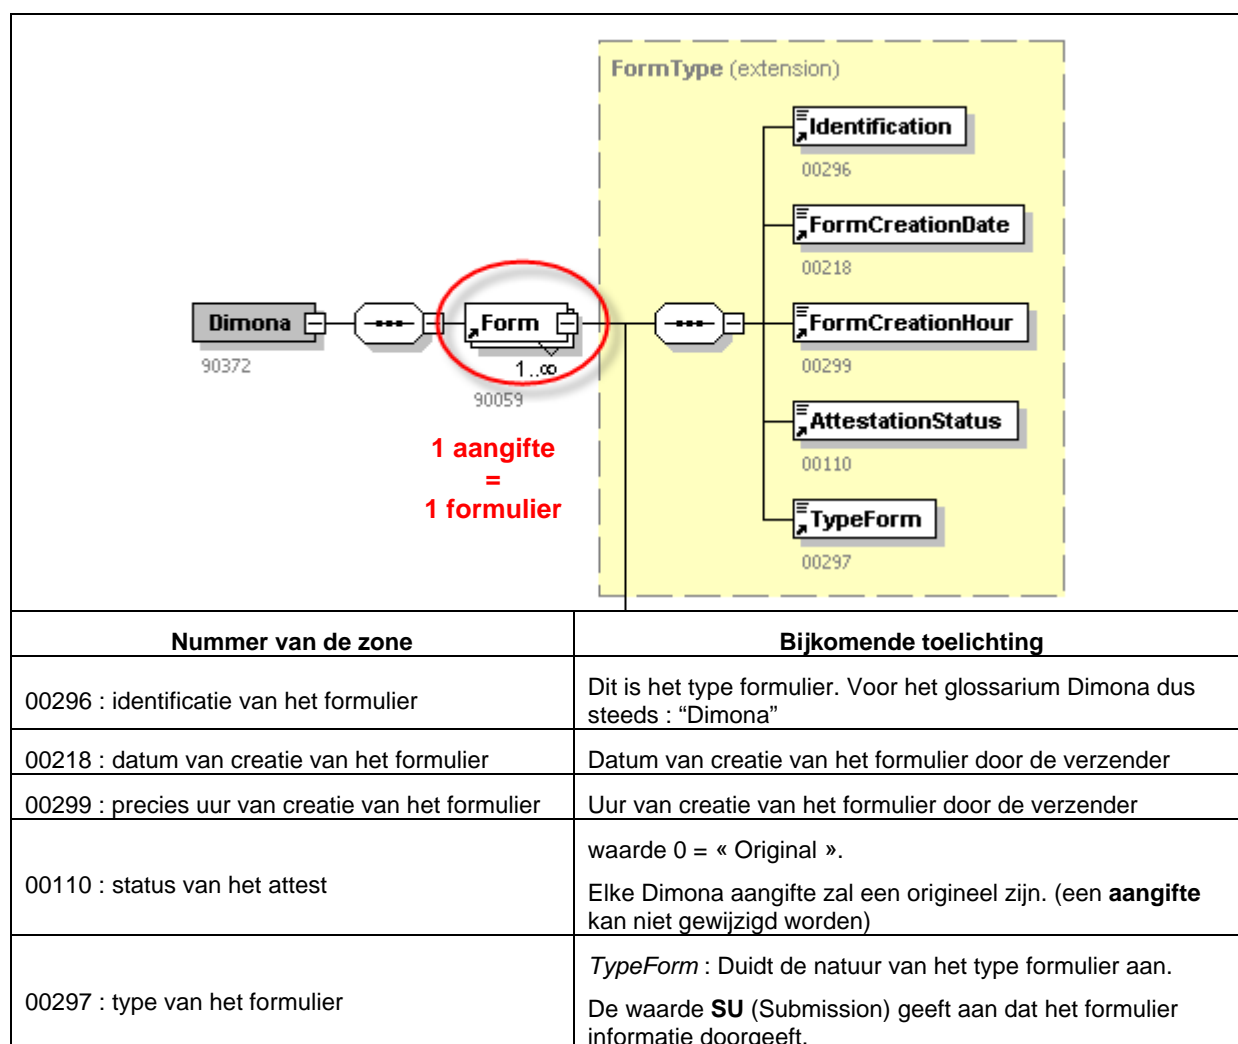 FormType (extension)
Identification
00296
FormCreationDate
00218
Dimona
90372
Form
1..∞
90059
FormCreationHour
00299
1 aangifte
=
1 formulier
AttestationStatus
00110
TypeForm
00297
Nummer van de zone
Bijkomende toelichting
00296 : identificatie van het formulier
Dit is het type formulier. Voor het glossarium Dimona dus
steeds : “Dimona”
00218 : datum van creatie van het formulier
Datum van creatie van het formulier door de verzender
00299 : precies uur van creatie van het formulier
Uur van creatie van het formulier door de verzender
00110 : status van het attest
waarde 0 = « Original ».
Elke Dimona aangifte zal een origineel zijn. (een aangifte
kan niet gewijzigd worden)
00297 : type van het formulier
TypeForm : Duidt de natuur van het type formulier aan.
De waarde SU (Submission) geeft aan dat het formulier
informatie doorgeeft.